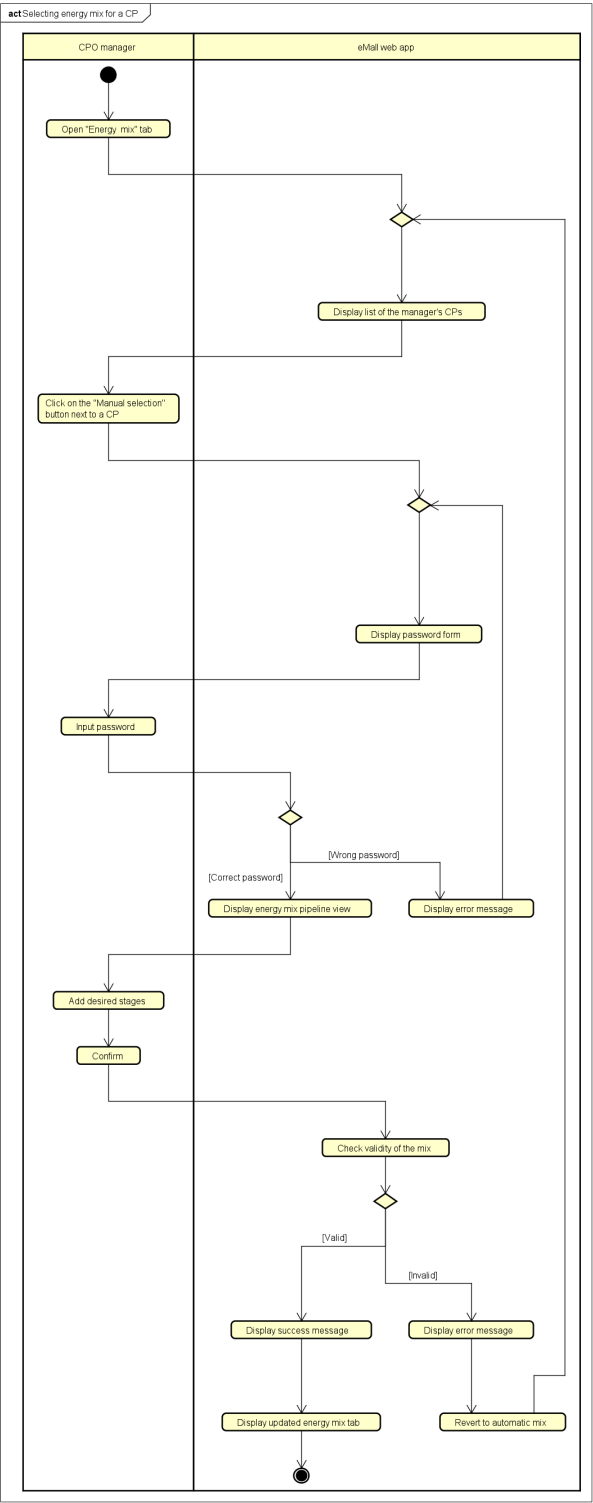 act Selecting energy mix for a CP
CPO manager
eMall web app
Open "Energy mix" tab
Display list of the manager's CPs
Click on the "Manual selection"
button next to a CP
Display password form
Input password
[Wrong password]
[Correct password]
Display energy mix pipeline view
Display error message
Add desired stages
Confirm
Check validity of the mix
[Valid]
[Invalid]
Display success message
Display error message
Display updated energy mix tab
Revert to automatic mix